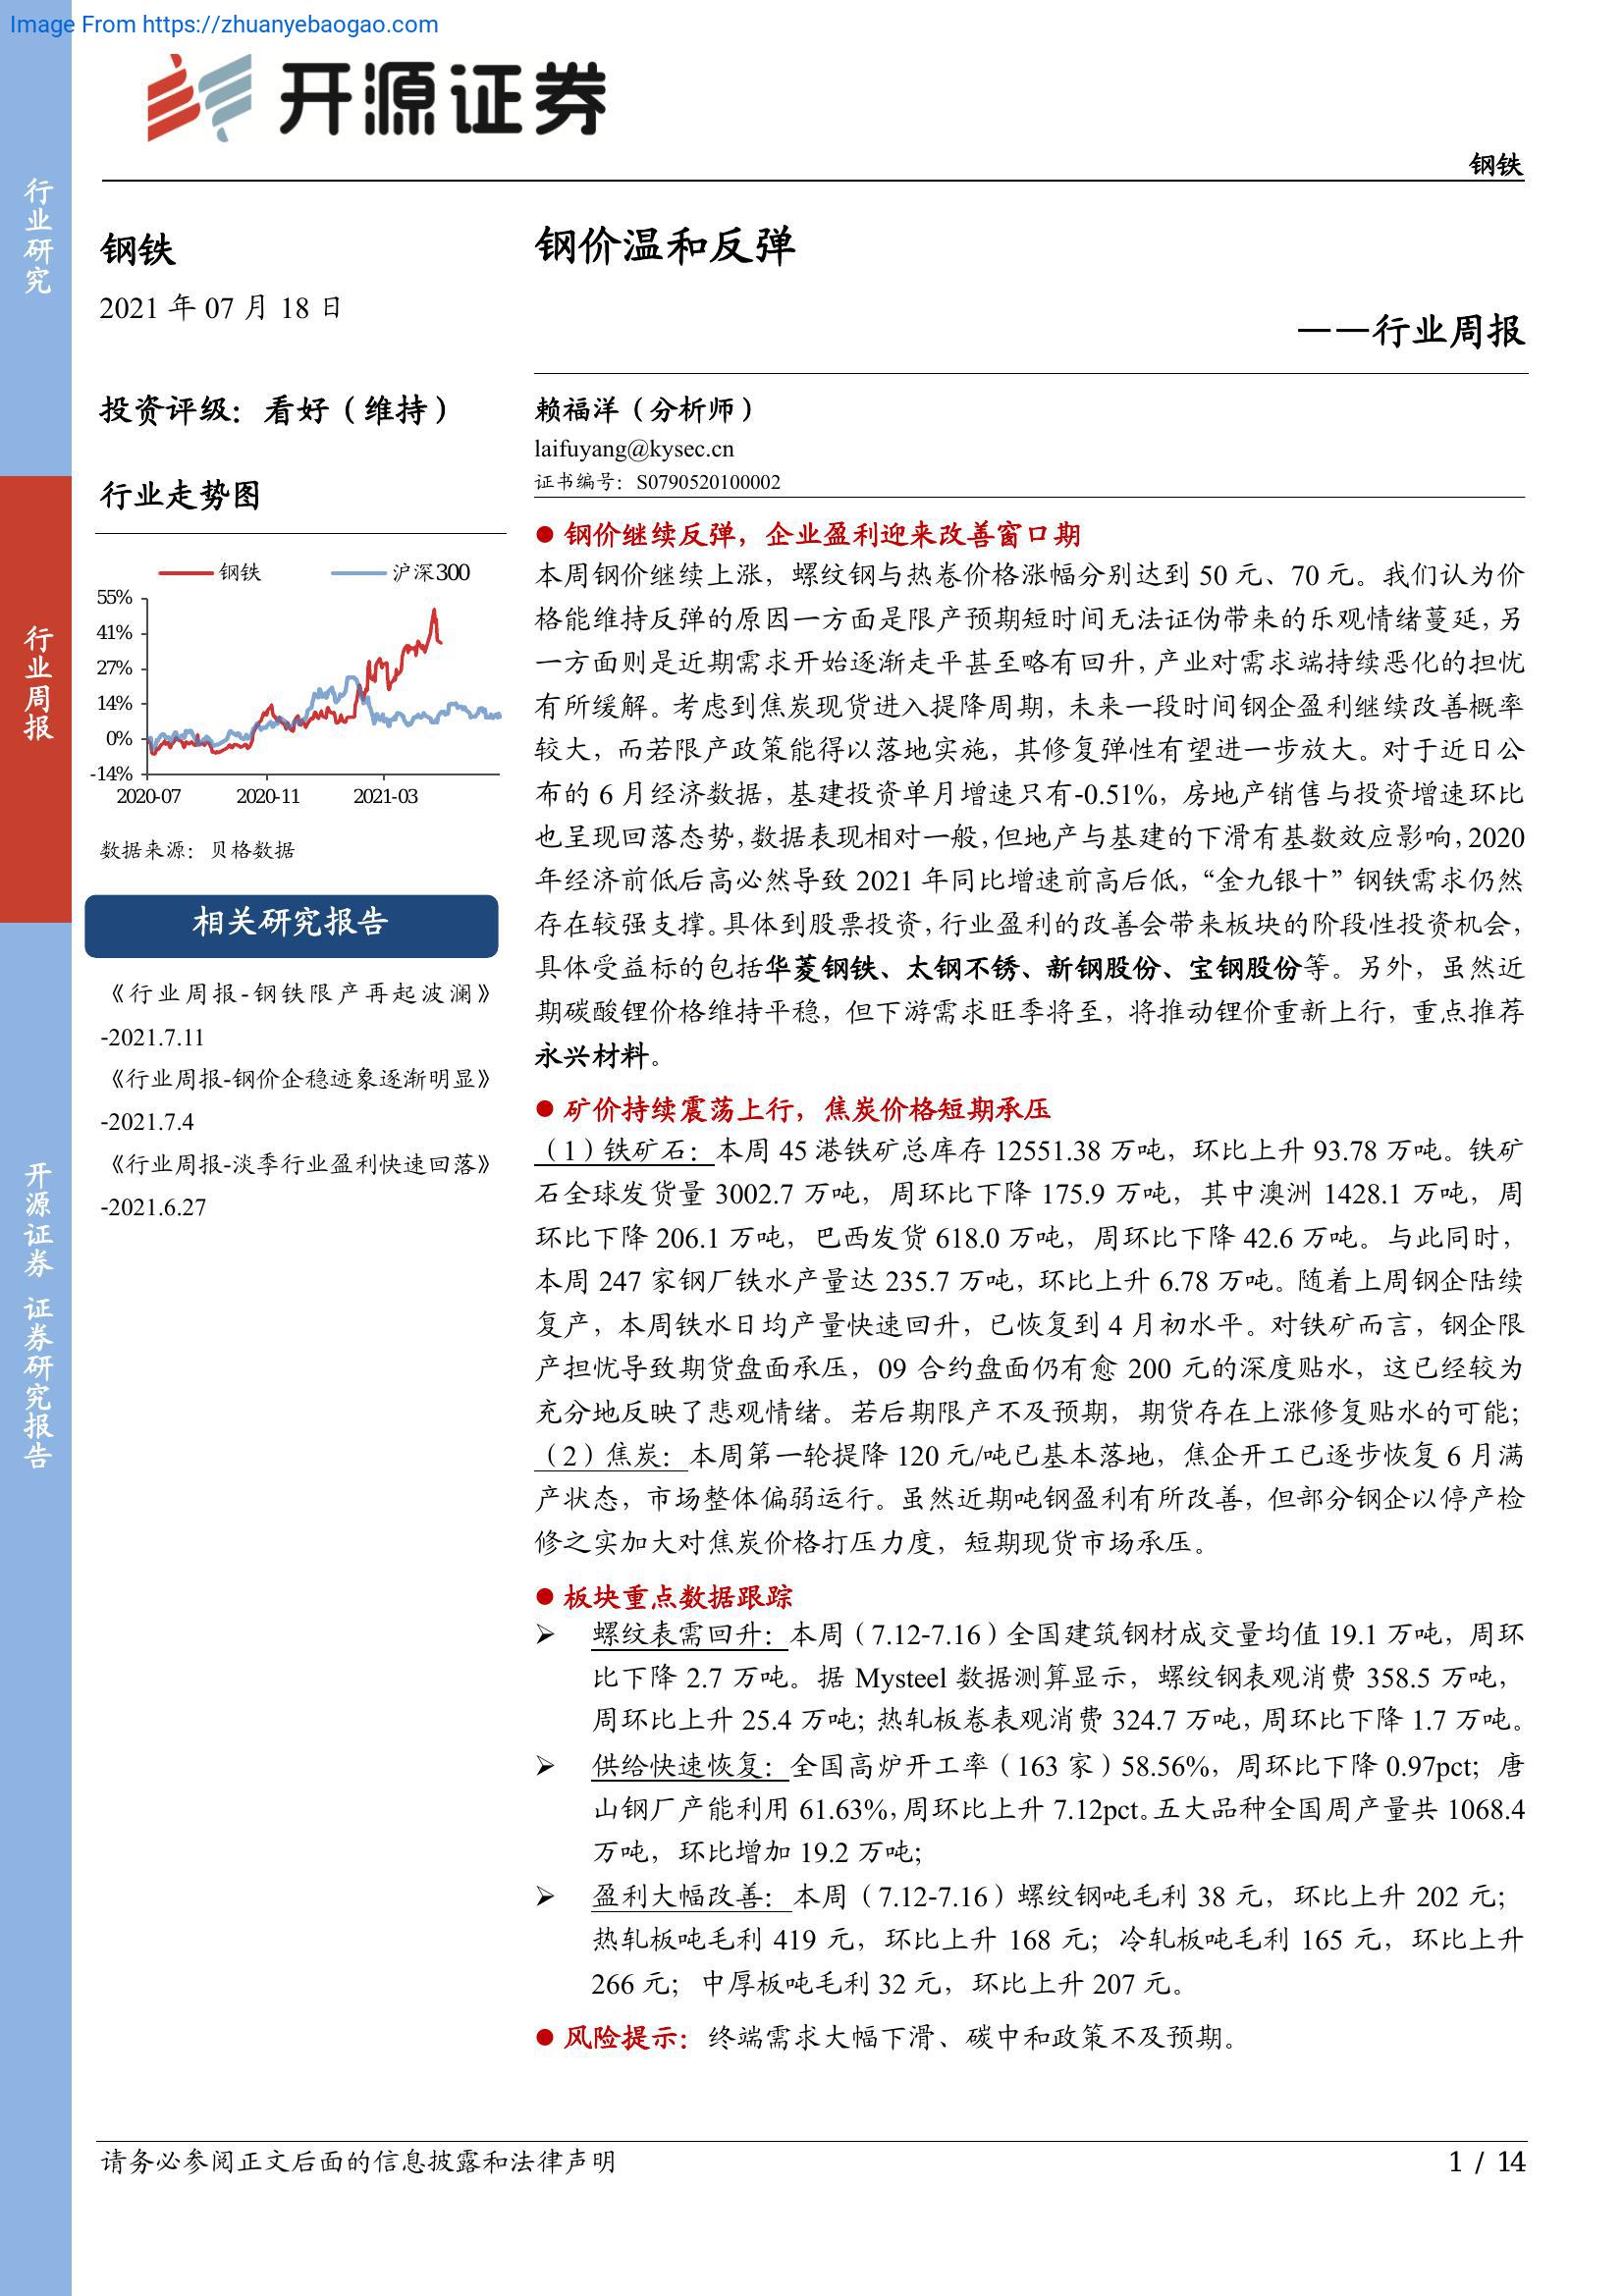 Image From https://zhuanyebaogao.com
开源证券
钢铁
行业研究
行业周报
开源证券 证券研究报告
钢铁
2021 年 07 月 18 日
投资评级：看好（维持）
行业走势图
钢铁 沪深300
55%
41%
27%
14%
0%
-14%
2020-07 2020-11 2021-03
数据来源：贝格数据
相关研究报告
《行业周报-钢铁限产再起波澜》
-2021.7.11
《行业周报-钢价企稳迹象逐渐明显》
-2021.7.4
《行业周报-淡季行业盈利快速回落》
-2021.6.27
钢价温和反弹
——行业周报
赖福洋（分析师）
laifuyang@kysec.cn
证书编号：S0790520100002
● 钢价继续反弹，企业盈利迎来改善窗口期
本周钢价继续上涨，螺纹钢与热卷价格涨幅分别达到 50 元、70 元。我们认为价
格能维持反弹的原因一方面是限产预期短时间无法证伪带来的乐观情绪蔓延，另
一方面则是近期需求开始逐渐走平甚至略有回升，产业对需求端持续恶化的担忧
有所缓解。考虑到焦炭现货进入提降周期，未来一段时间钢企盈利继续改善概率
较大，而若限产政策能得以落地实施，其修复弹性有望进一步放大。对于近日公
布的 6 月经济数据，基建投资单月增速只有-0.51%，房地产销售与投资增速环比
也呈现回落态势，数据表现相对一般，但地产与基建的下滑有基数效应影响，2020
年经济前低后高必然导致 2021 年同比增速前高后低，“金九银十”钢铁需求仍然
存在较强支撑。具体到股票投资，行业盈利的改善会带来板块的阶段性投资机会，
具体受益标的包括华菱钢铁、太钢不锈、新钢股份、宝钢股份等。另外，虽然近
期碳酸锂价格维持平稳，但下游需求旺季将至，将推动锂价重新上行，重点推荐
永兴材料。
● 矿价持续震荡上行，焦炭价格短期承压
（1）铁矿石：本周 45 港铁矿总库存 12551.38 万吨，环比上升 93.78 万吨。铁矿
石全球发货量 3002.7 万吨，周环比下降 175.9 万吨，其中澳洲 1428.1 万吨，周
环比下降 206.1 万吨，巴西发货 618.0 万吨，周环比下降 42.6 万吨。与此同时，
本周 247 家钢厂铁水产量达 235.7 万吨，环比上升 6.78 万吨。随着上周钢企陆续
复产，本周铁水日均产量快速回升，已恢复到 4 月初水平。对铁矿而言，钢企限
产担忧导致期货盘面承压，09 合约盘面仍有愈 200 元的深度贴水，这已经较为
充分地反映了悲观情绪。若后期限产不及预期，期货存在上涨修复贴水的可能；
（2）焦炭：本周第一轮提降 120 元/吨已基本落地，焦企开工已逐步恢复 6 月满
产状态，市场整体偏弱运行。虽然近期吨钢盈利有所改善，但部分钢企以停产检
修之实加大对焦炭价格打压力度，短期现货市场承压。
● 板块重点数据跟踪
➢ 螺纹表需回升：本周（7.12-7.16）全国建筑钢材成交量均值 19.1 万吨，周环
比下降 2.7 万吨。据 Mysteel 数据测算显示，螺纹钢表观消费 358.5 万吨，
周环比上升 25.4 万吨；热轧板卷表观消费 324.7 万吨，周环比下降 1.7 万吨。
➢ 供给快速恢复：全国高炉开工率（163 家）58.56%，周环比下降 0.97pct；唐
山钢厂产能利用 61.63%，周环比上升 7.12pct。五大品种全国周产量共 1068.4
万吨，环比增加 19.2 万吨；
➢ 盈利大幅改善：本周（7.12-7.16）螺纹钢吨毛利 38 元，环比上升 202 元；
热轧板吨毛利 419 元，环比上升 168 元；冷轧板吨毛利 165 元，环比上升
266 元；中厚板吨毛利 32 元，环比上升 207 元。
● 风险提示：终端需求大幅下滑、碳中和政策不及预期。
请务必参阅正文后面的信息披露和法律声明
1 / 14